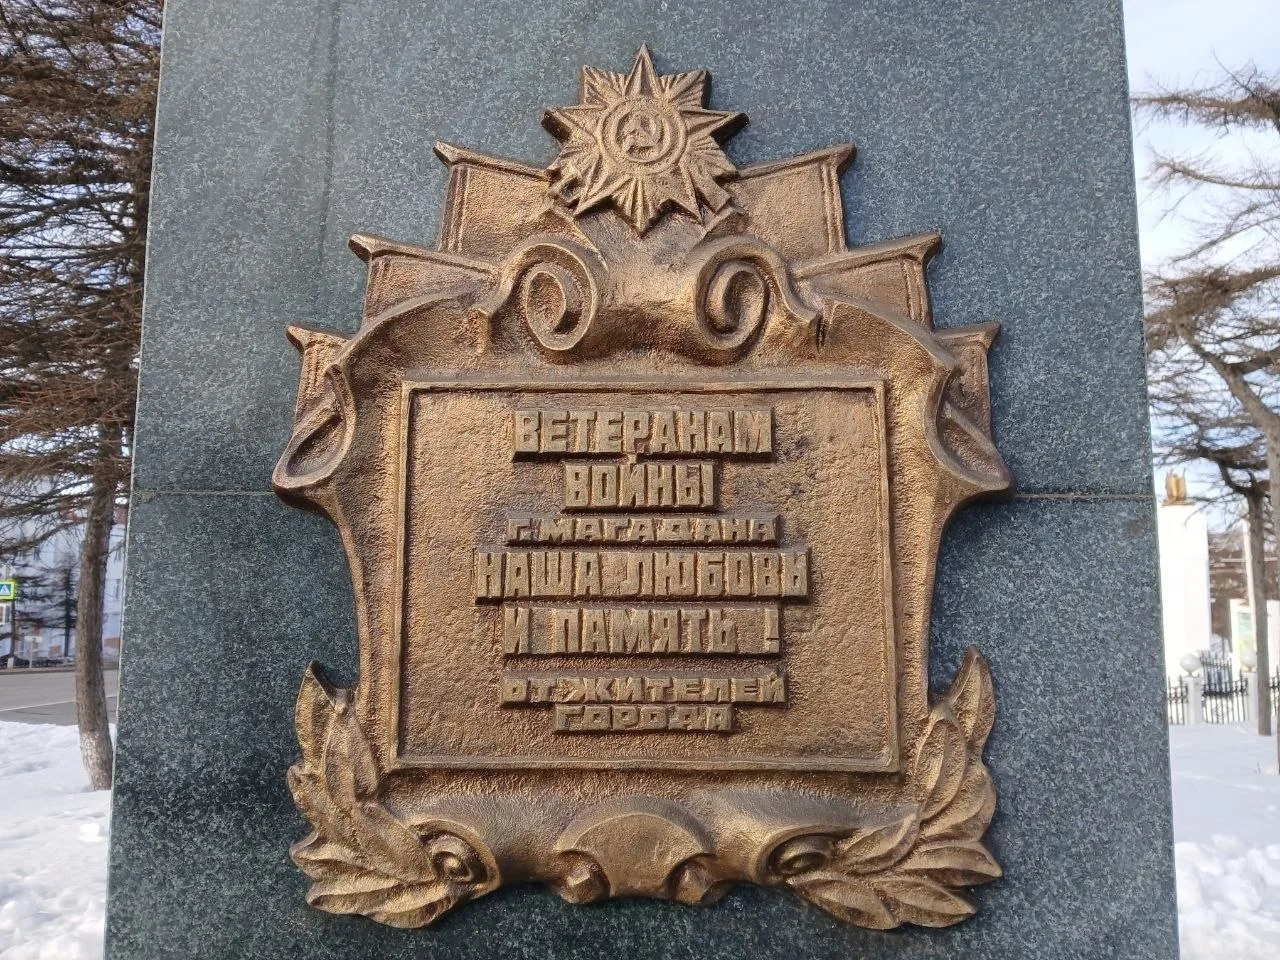 ВЕТЕРАНАМ
ВОЙНЫ
Г. МАГАДАНА
НАША ЛЮБОВЬ
И ПАМЯТЬ !
ОТ ЖИТЕЛЕЙ
ГОРОДА